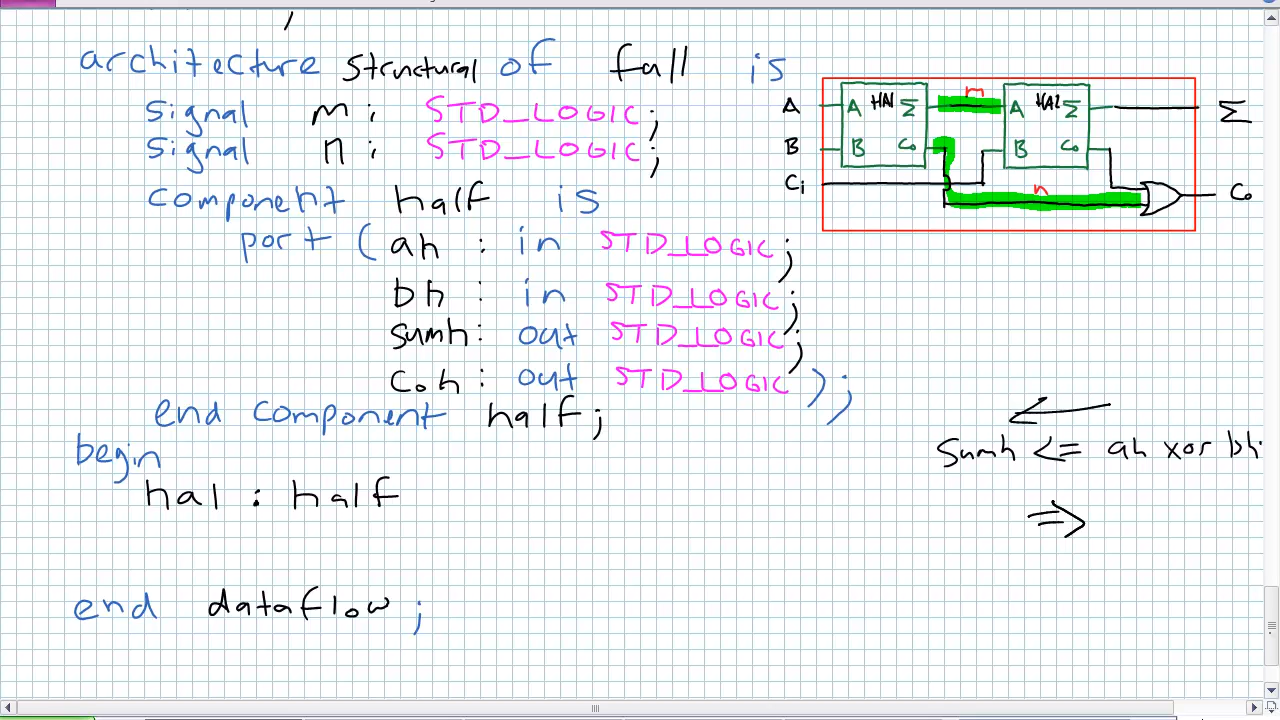 architecture structural of fall is
Signal m : STD_LOGIC;
Signal n : STD_LOGIC;
component half is
port ( ah : in STD_LOGIC;
bh : in STD_LOGIC;
sumh : out STD_LOGIC;
coh : out STD_LOGIC );
end component half;
begin
ha1 : half
end dataflow ;
A A HA1 Σ m A HA2 Σ Σ
B B Co B Co
Ci n Co
Sumh <= ah xor bh
=>